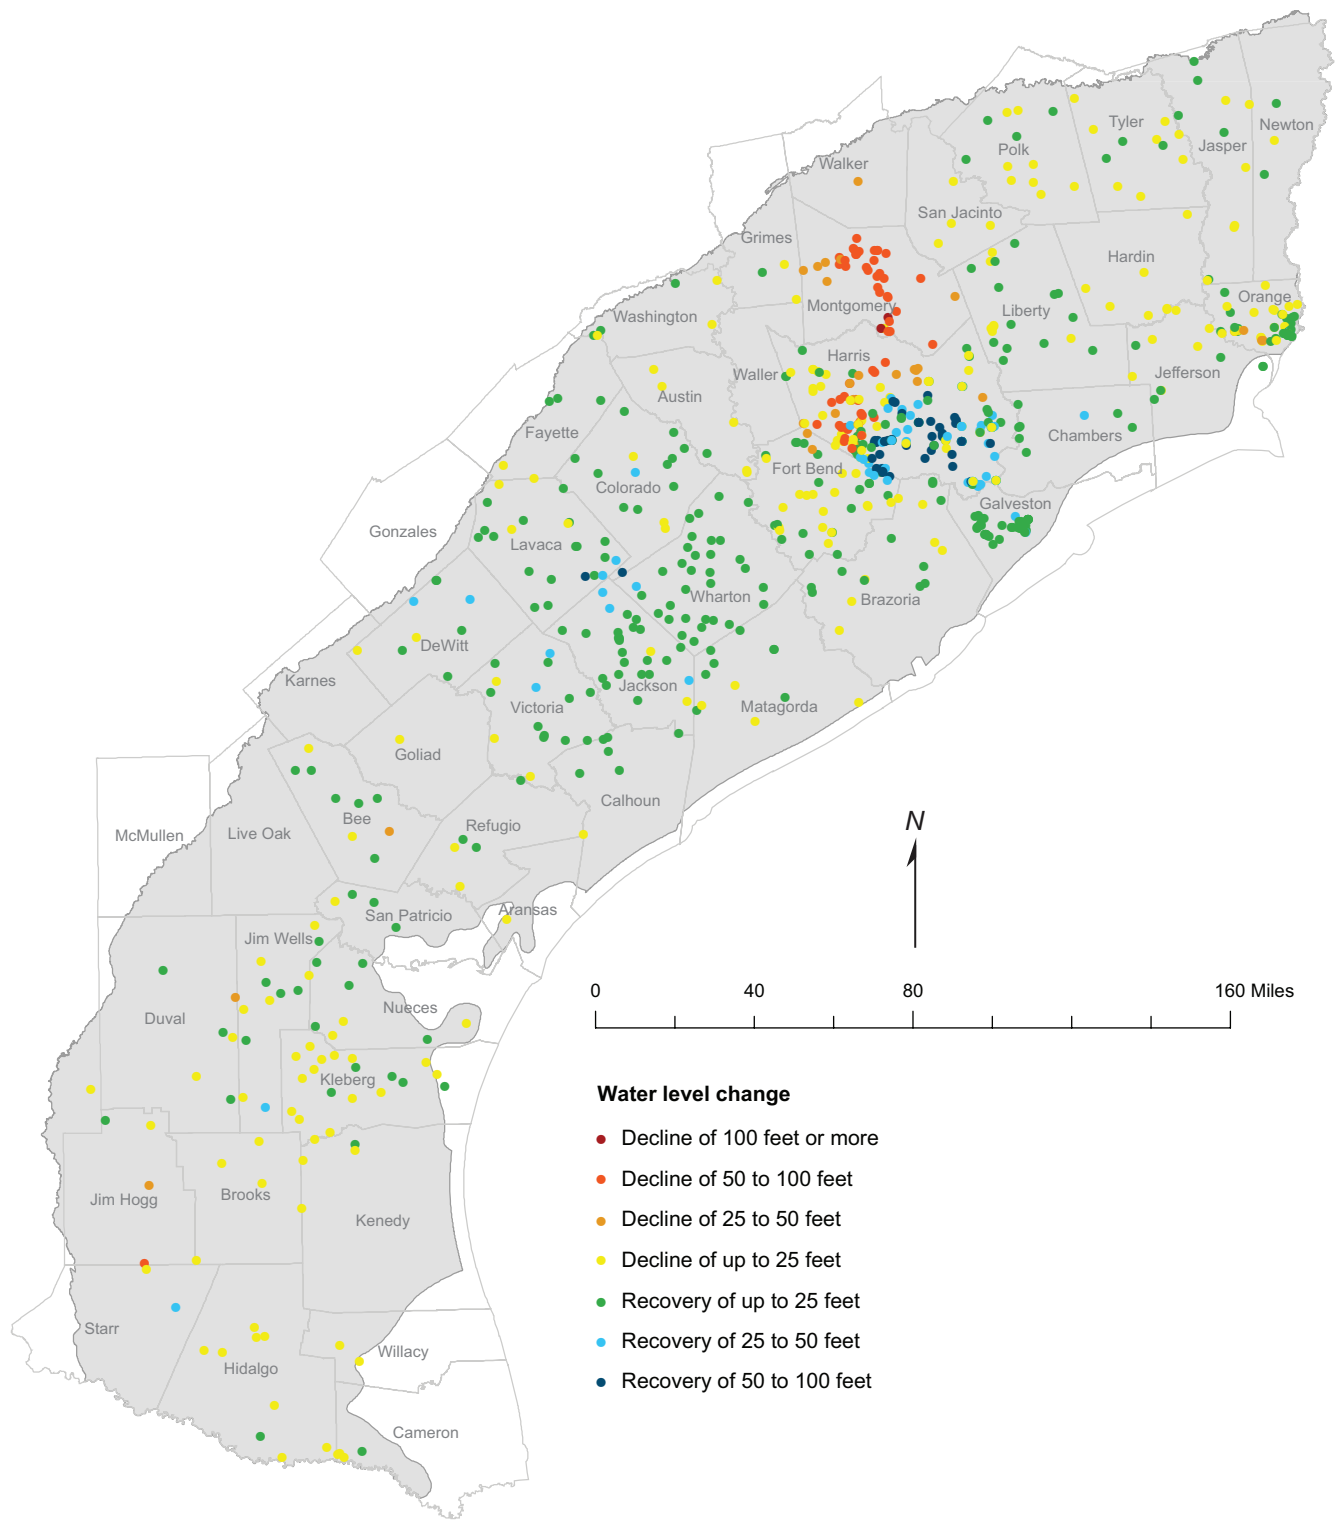 Tyler
Newton
Jasper
Polk
Walker
San Jacinto
Grimes
Hardin
Orange
Montgomery
Liberty
Washington
Harris
Waller
Jefferson
Austin
Fayette
Chambers
Fort Bend
Colorado
Galveston
Gonzales
Lavaca
Wharton
Brazoria
DeWitt
Karnes
Jackson
Victoria
Matagorda
Goliad
Calhoun
N
Bee
Refugio
McMullen
Live Oak
Aransas
San Patricio
Jim Wells
0 40 80 160 Miles
Nueces
Duval
Kleberg
Water level change
Decline of 100 feet or more
Decline of 50 to 100 feet
Jim Hogg
Brooks
Kenedy
Decline of 25 to 50 feet
Decline of up to 25 feet
Recovery of up to 25 feet
Starr
Recovery of 25 to 50 feet
Willacy
Hidalgo
Recovery of 50 to 100 feet
Cameron